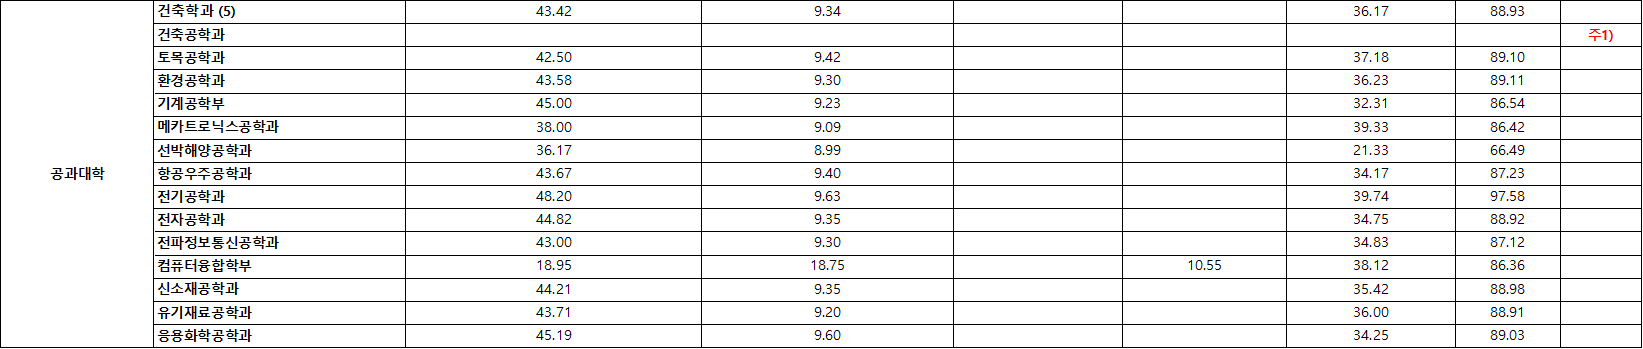 건축학과 (5) 43.42 9.34 36.17 88.93
건축공학과 주1)
토목공학과 42.50 9.42 37.18 89.10
환경공학과 43.58 9.30 36.23 89.11
기계공학부 45.00 9.23 32.31 86.54
메카트로닉스공학과 38.00 9.09 39.33 86.42
선박해양공학과 36.17 8.99 21.33 66.49
공과대학 항공우주공학과 43.67 9.40 34.17 87.23
전기공학과 48.20 9.63 39.74 97.58
전자공학과 44.82 9.35 34.75 88.92
전파정보통신공학과 43.00 9.30 34.83 87.12
컴퓨터융합학부 18.95 18.75 10.55 38.12 86.36
신소재공학과 44.21 9.35 35.42 88.98
유기재료공학과 43.71 9.20 36.00 88.91
응용화학공학과 45.19 9.60 34.25 89.03